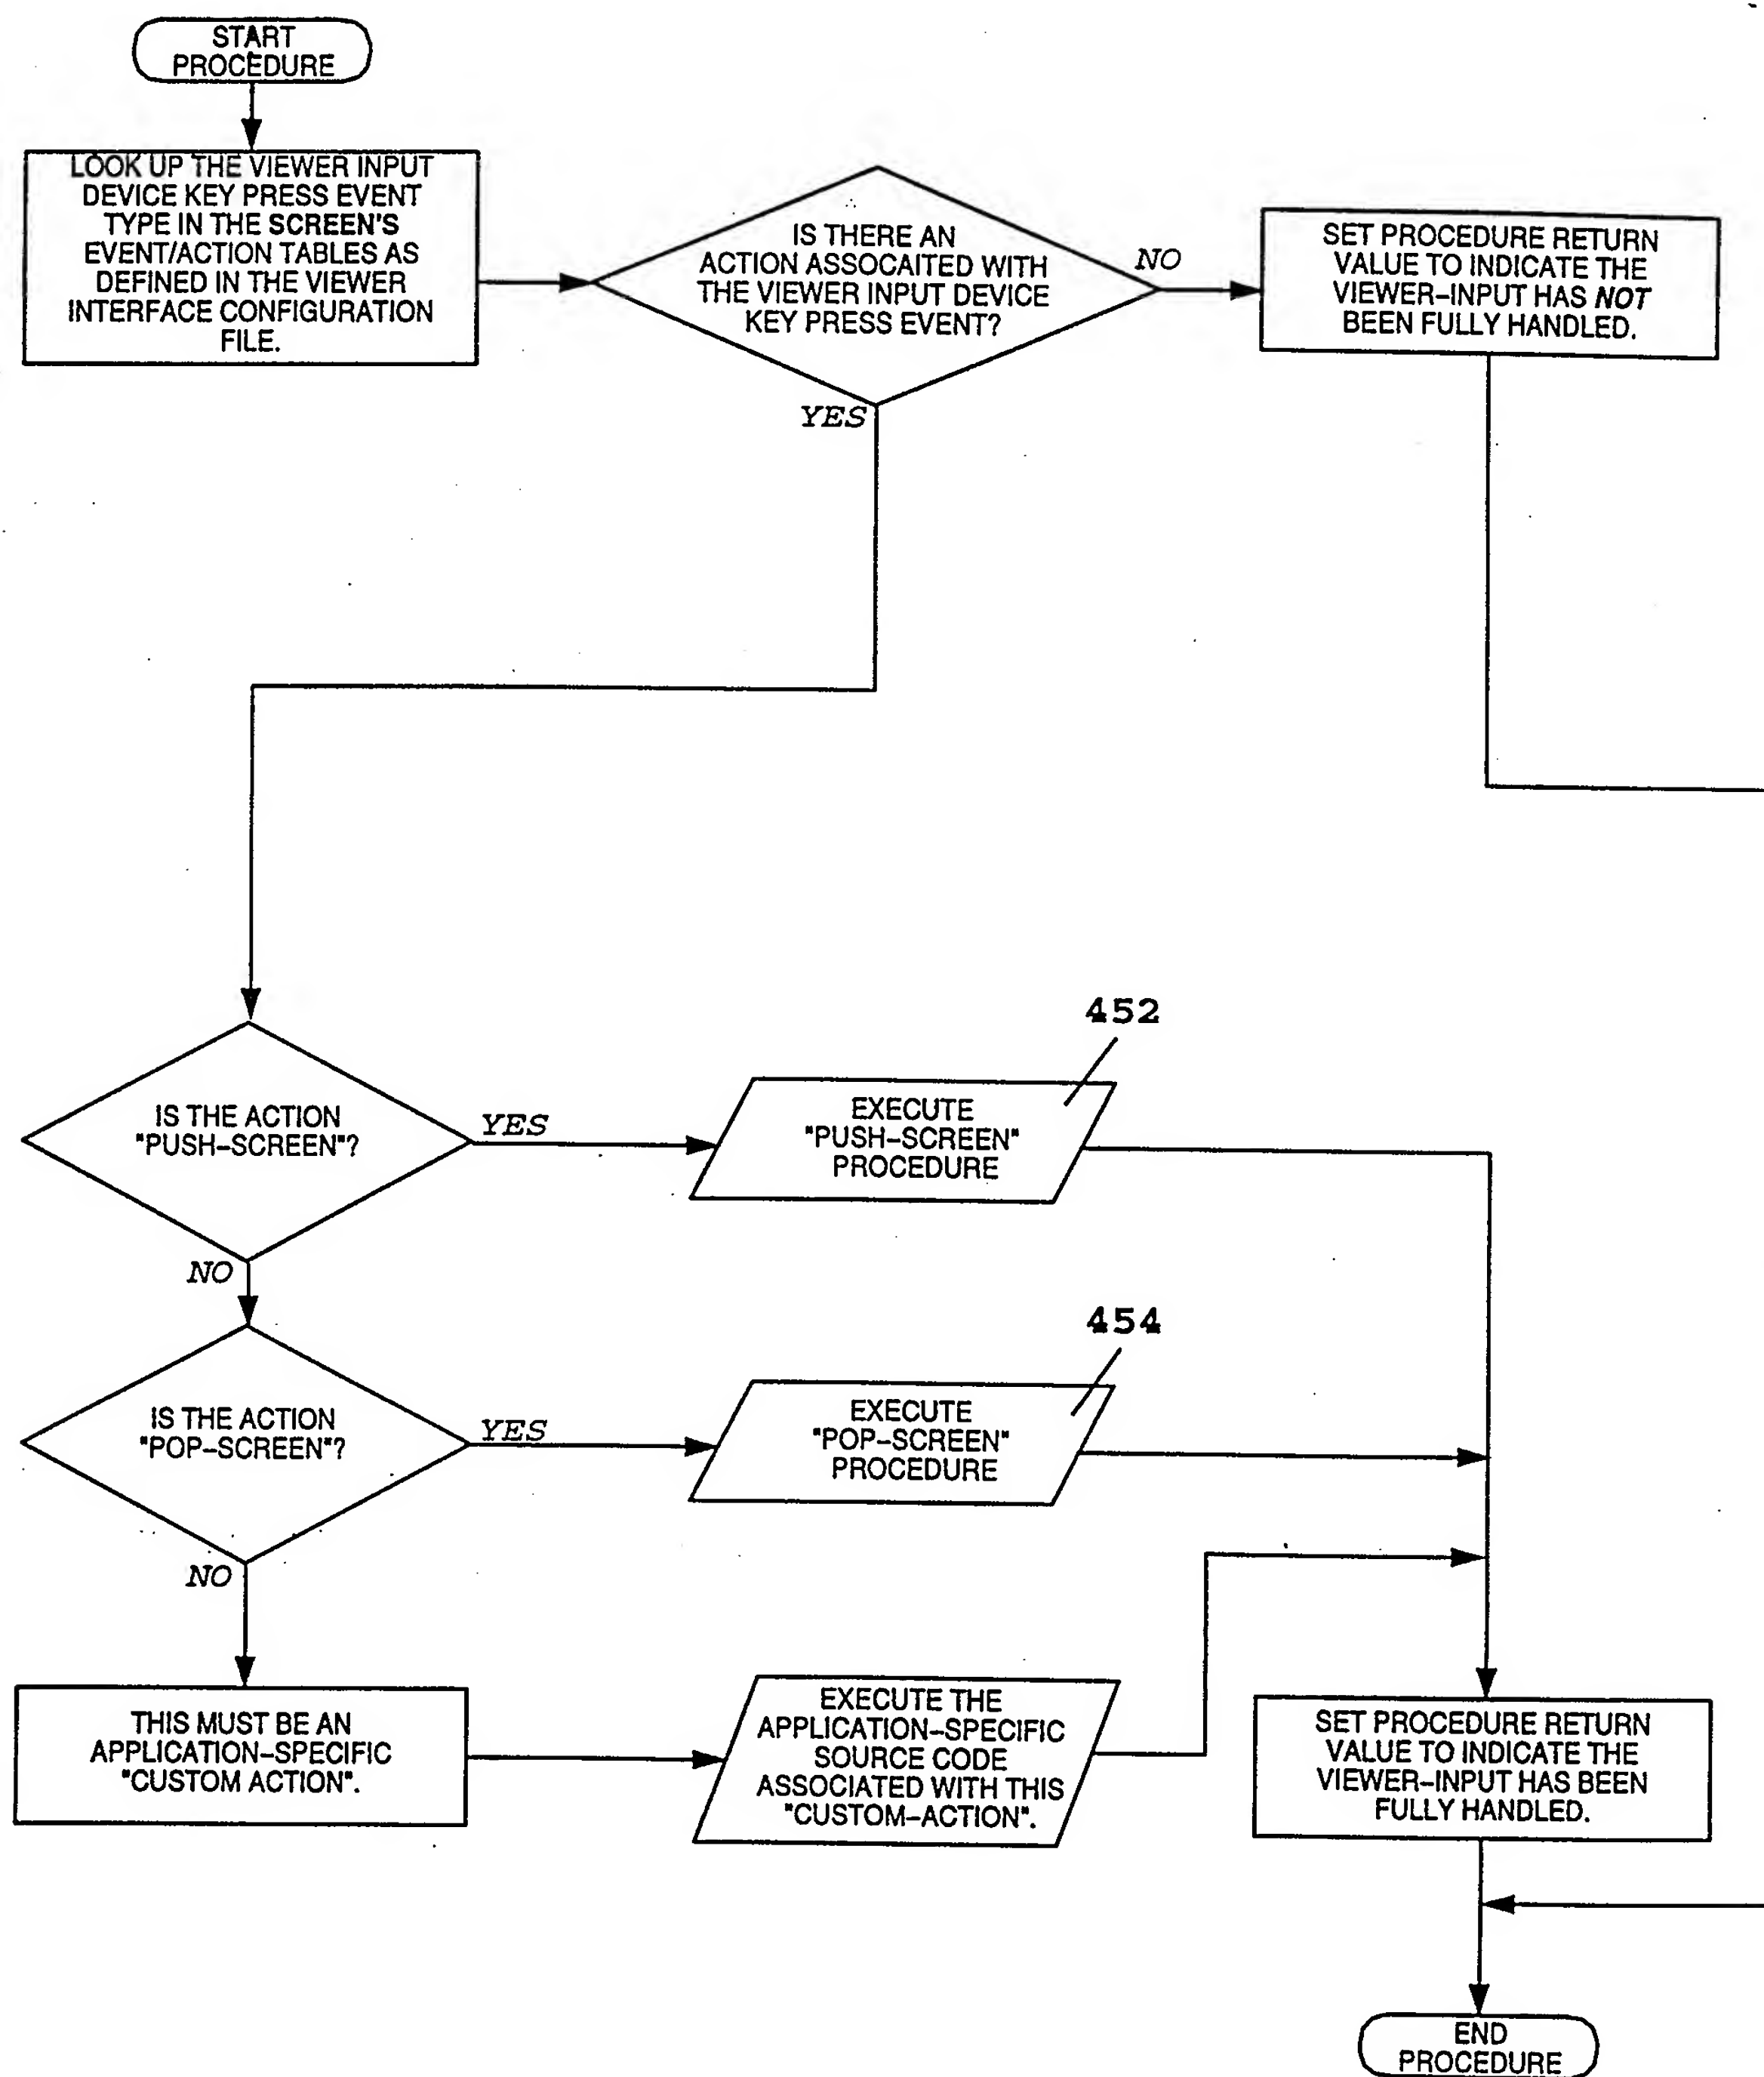 START
PROCEDURE
LOOK UP THE VIEWER INPUT
DEVICE KEY PRESS EVENT
TYPE IN THE SCREEN'S
EVENT/ACTION TABLES AS
DEFINED IN THE VIEWER
INTERFACE CONFIGURATION
FILE.
IS THERE AN
ACTION ASSOCAITED WITH
THE VIEWER INPUT DEVICE
KEY PRESS EVENT?
NO
SET PROCEDURE RETURN
VALUE TO INDICATE THE
VIEWER–INPUT HAS NOT
BEEN FULLY HANDLED.
YES
IS THE ACTION
"PUSH–SCREEN"?
YES
452
EXECUTE
"PUSH–SCREEN"
PROCEDURE
NO
IS THE ACTION
"POP–SCREEN"?
YES
454
EXECUTE
"POP–SCREEN"
PROCEDURE
NO
THIS MUST BE AN
APPLICATION–SPECIFIC
"CUSTOM ACTION".
EXECUTE THE
APPLICATION–SPECIFIC
SOURCE CODE
ASSOCIATED WITH THIS
"CUSTOM–ACTION".
SET PROCEDURE RETURN
VALUE TO INDICATE THE
VIEWER–INPUT HAS BEEN
FULLY HANDLED.
END
PROCEDURE